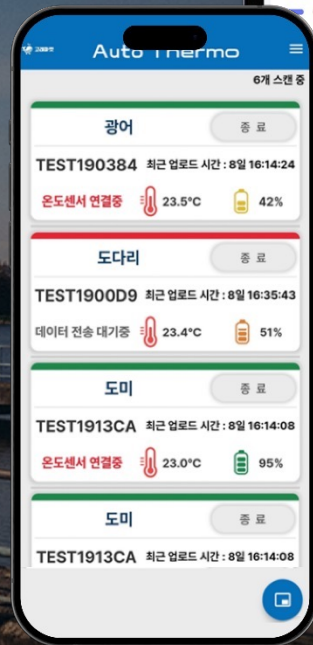 고래마켓
Auto Thermo
6개 스캔 중
광어
종 료
TEST190384 최근 업로드 시간 : 8일 16:14:24
온도센서 연결중 23.5°C 42%
도다리
종 료
TEST1900D9 최근 업로드 시간 : 8일 16:35:43
데이터 전송 대기중 23.4°C 51%
도미
종 료
TEST1913CA 최근 업로드 시간 : 8일 16:14:08
온도센서 연결중 23.0°C 95%
도미
종 료
TEST1913CA 최근 업로드 시간 : 8일 16:14:08